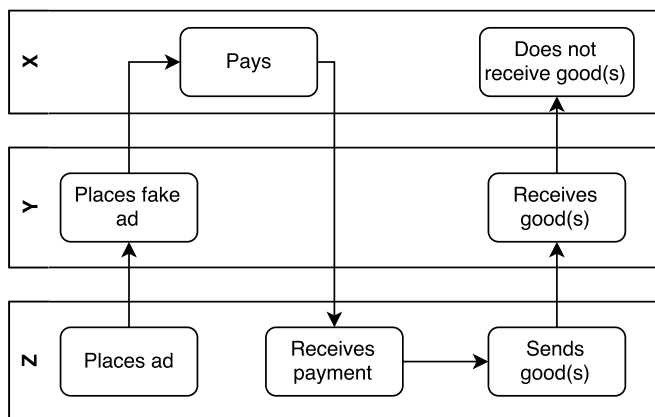 X
Pays
Does not
receive good(s)
Y
Places fake
ad
Receives
good(s)
Z
Places ad
Receives
payment
Sends
good(s)